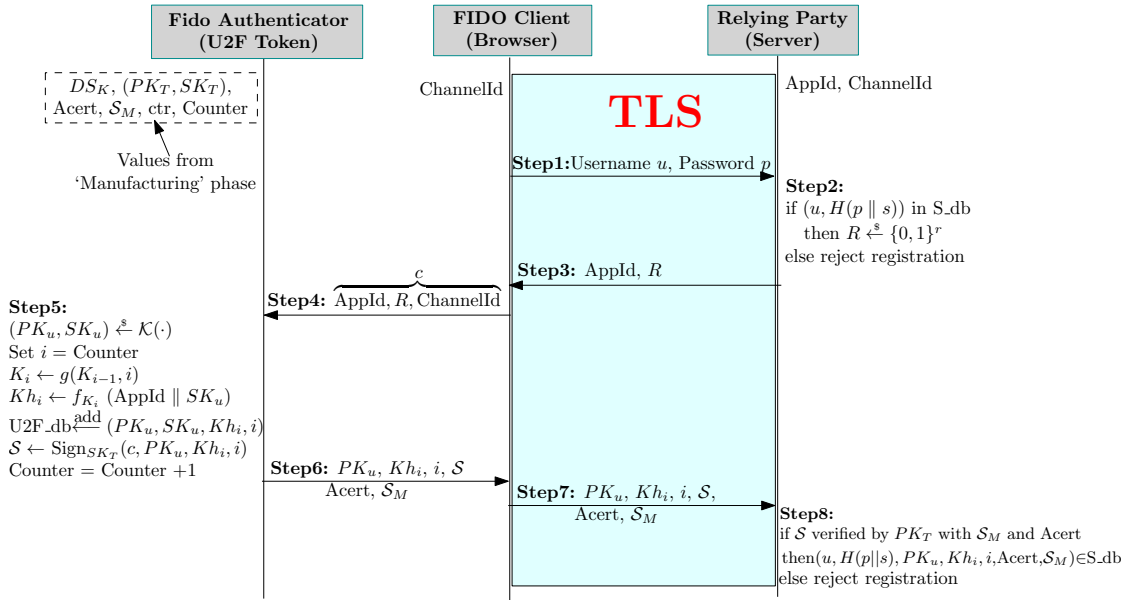 Fido Authenticator
(U2F Token)
FIDO Client
(Browser)
Relying Party
(Server)
DS_K, (PK_T, SK_T),
Acert, 𝒮_M, ctr, Counter
Values from
‘Manufacturing’ phase
ChannelId
TLS
AppId, ChannelId
Step1:Username u, Password p
Step2:
if (u, H(p ∥ s)) in S_db
then R ←$ {0, 1}^r
else reject registration
Step3: AppId, R
c
Step4: AppId, R, ChannelId
Step5:
(PK_u, SK_u) ←$ 𝒦(·)
Set i = Counter
K_i ← g(K_{i−1}, i)
Kh_i ← f_{K_i} (AppId ∥ SK_u)
U2F_db ←add (PK_u, SK_u, Kh_i, i)
𝒮 ← Sign_{SK_T}(c, PK_u, Kh_i, i)
Counter = Counter +1
Step6: PK_u, Kh_i, i, 𝒮
Acert, 𝒮_M
Step7: PK_u, Kh_i, i, 𝒮,
Acert, 𝒮_M
Step8:
if 𝒮 verified by PK_T with 𝒮_M and Acert
then(u, H(p||s), PK_u, Kh_i, i,Acert,𝒮_M)∈S_db
else reject registration